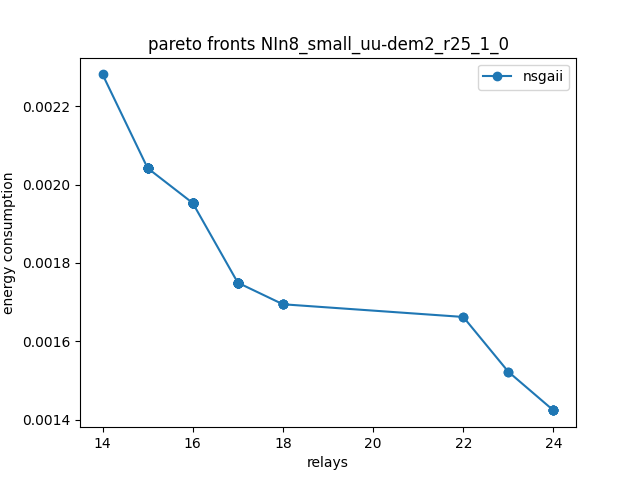 pareto fronts NIn8_small_uu-dem2_r25_1_0
nsgaii
0.0022
0.0020
0.0018
0.0016
0.0014
energy consumption
14 16 18 20 22 24
relays